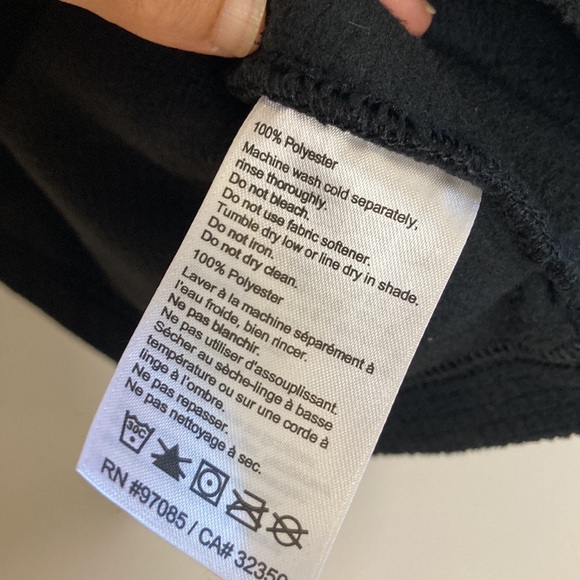 100% Polyester
Machine wash cold separately,
rinse thoroughly.
Do not bleach.
Do not use fabric softener.
Tumble dry low or line dry in shade.
Do not iron.
Do not dry clean.
100% Polyester
Laver à la machine séparément à
l'eau froide, bien rincer.
Ne pas blanchir.
Ne pas utiliser d'assouplissant.
Sécher au sèche-linge à basse
température ou sur une corde à
linge à l'ombre.
Ne pas repasser.
Ne pas nettoyage à sec.
30C
RN #97085 / CA# 32350